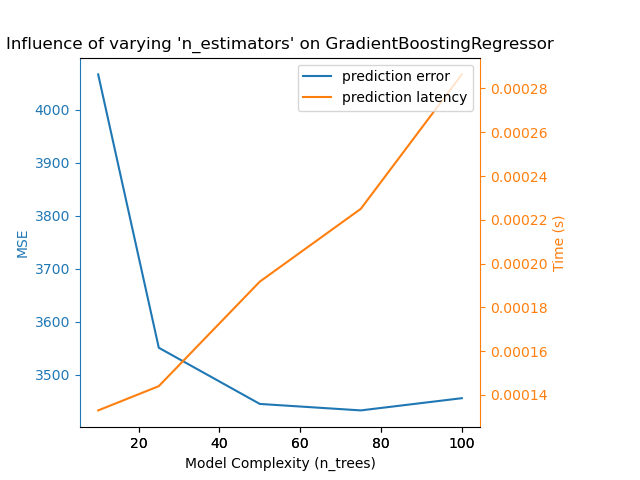 Influence of varying 'n_estimators' on GradientBoostingRegressor
prediction error
prediction latency
4000
3900
3800
3700
3600
3500
MSE
0.00028
0.00026
0.00024
0.00022
0.00020
0.00018
0.00016
0.00014
Time (s)
20 40 60 80 100
Model Complexity (n_trees)